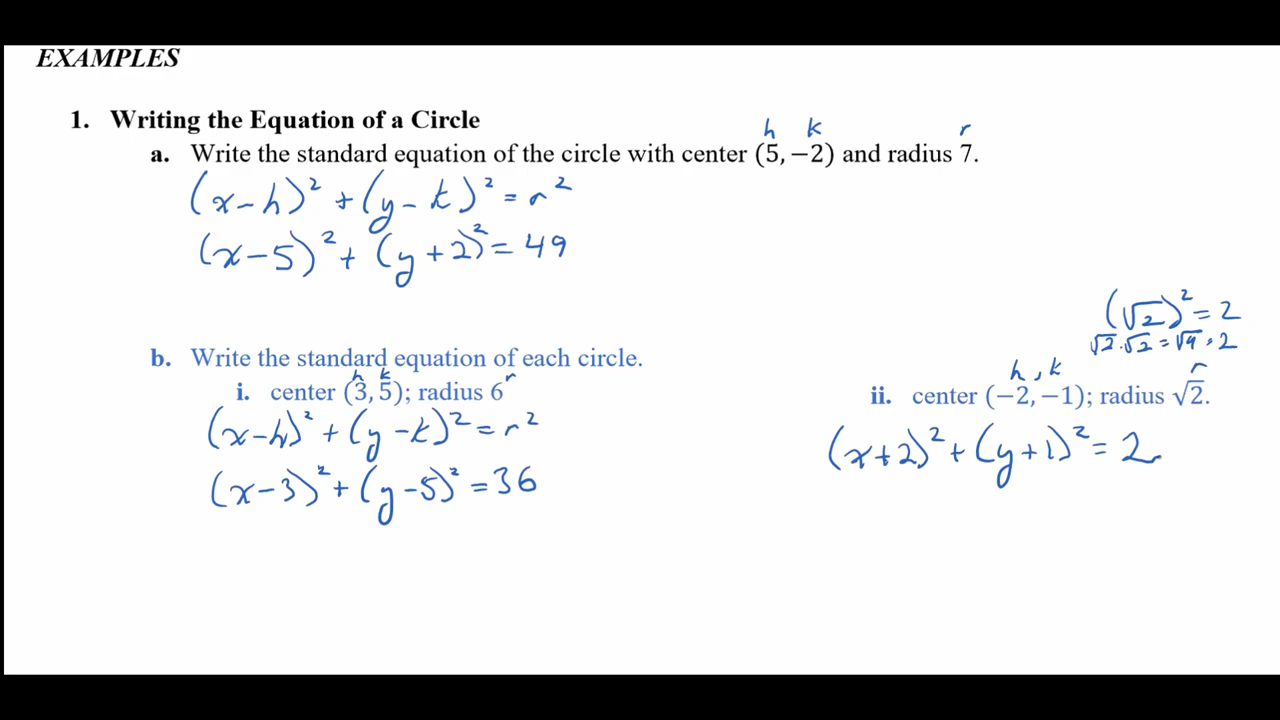 EXAMPLES
1. Writing the Equation of a Circle
h k r
a. Write the standard equation of the circle with center (5, −2) and radius 7.
(x-h)² + (y-k)² = r²
(x-5)² + (y+2)² = 49
b. Write the standard equation of each circle.
h k r
i. center (3, 5); radius 6
(x-h)² + (y-k)² = r²
(x-3)² + (y-5)² = 36
(√2)² = 2
√2·√2 = √4 = 2
h, k r
ii. center (−2, −1); radius √2.
(x+2)² + (y+1)² = 2